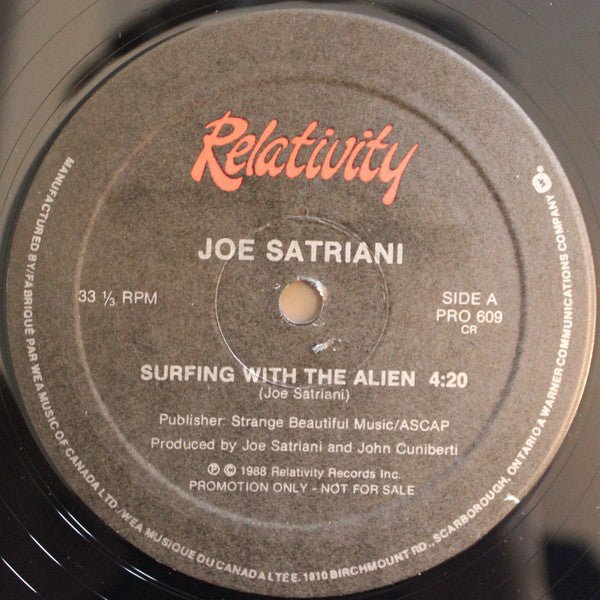 Relativity
JOE SATRIANI
33 ⅓ RPM
SIDE A
PRO 609
CR
SURFING WITH THE ALIEN 4:20
(Joe Satriani)
Publisher: Strange Beautiful Music/ASCAP
Produced by Joe Satriani and John Cuniberti
Ⓟ © 1988 Relativity Records Inc.
PROMOTION ONLY - NOT FOR SALE
MANUFACTURED BY/FABRIQUÉ PAR WEA MUSIC OF CANADA LTD./WEA MUSIQUE DU CANADA LTÉE. 1810 BIRCHMOUNT RD., SCARBOROUGH, ONTARIO A WARNER COMMUNICATIONS COMPANY